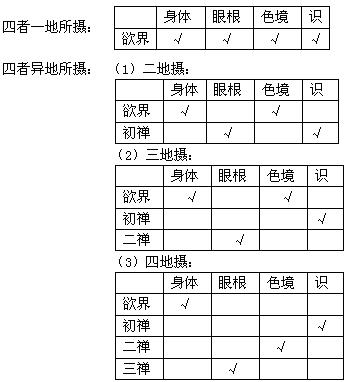 四者一地所摄：
身体 眼根 色境 识
欲界 √ √ √ √
四者异地所摄：
（1）二地摄：
身体 眼根 色境 识
欲界 √ √
初禅 √ √
（2）三地摄：
身体 眼根 色境 识
欲界 √ √
初禅 √
二禅 √
（3）四地摄：
身体 眼根 色境 识
欲界 √
初禅 √
二禅 √
三禅 √